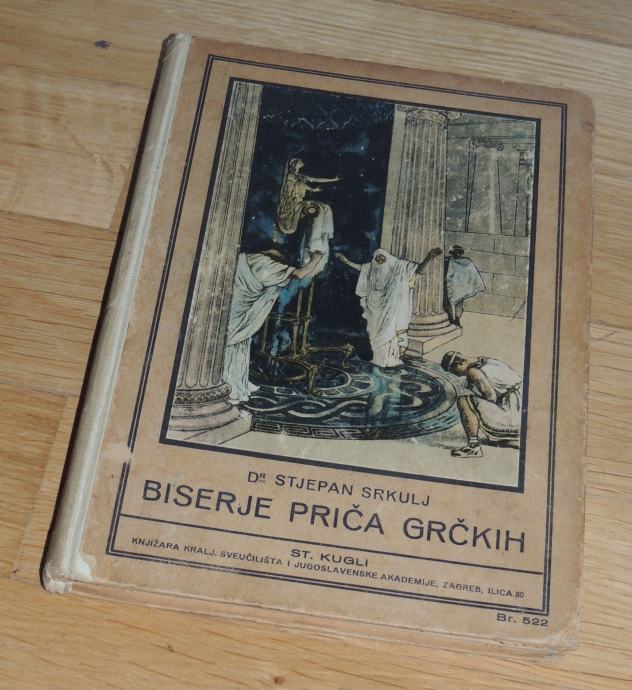 DR STJEPAN SRKULJ
BISERJE PRIČA GRČKIH
ST. KUGLI
KNJIŽARA KRALJ. SVEUČILIŠTA I JUGOSLAVENSKE AKADEMIJE, ZAGREB, ILICA 30
Br. 522